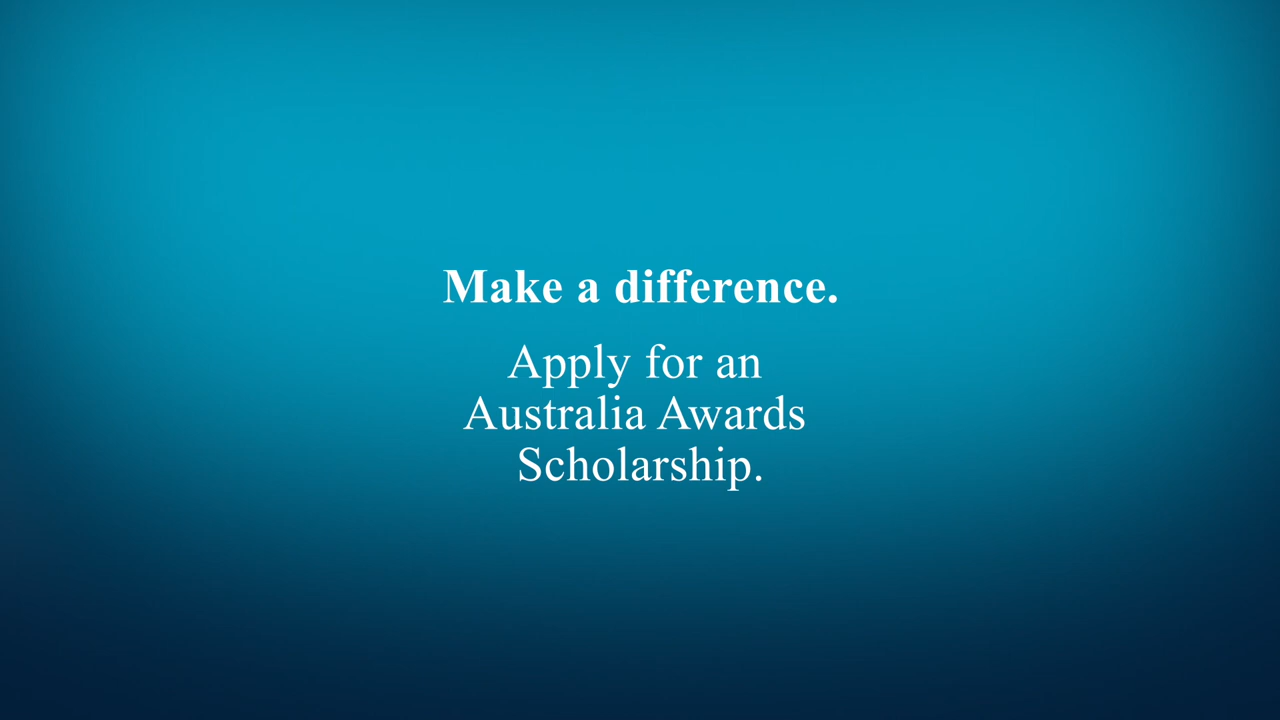 Make a difference.
Apply for an
Australia Awards
Scholarship.